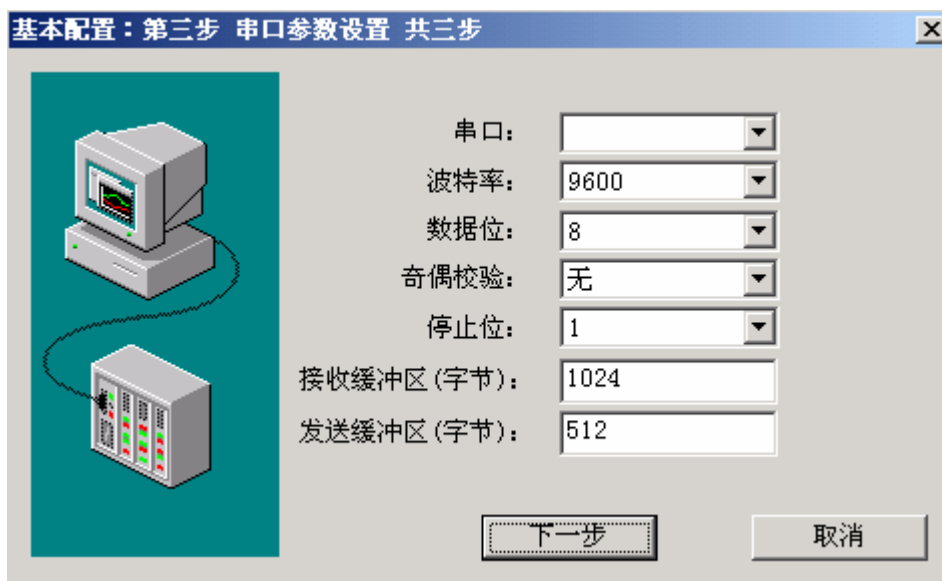 基本配置：第三步 串口参数设置 共三步
串口：
波特率： 9600
数据位： 8
奇偶校验： 无
停止位： 1
接收缓冲区(字节)： 1024
发送缓冲区(字节)： 512
下一步 取消